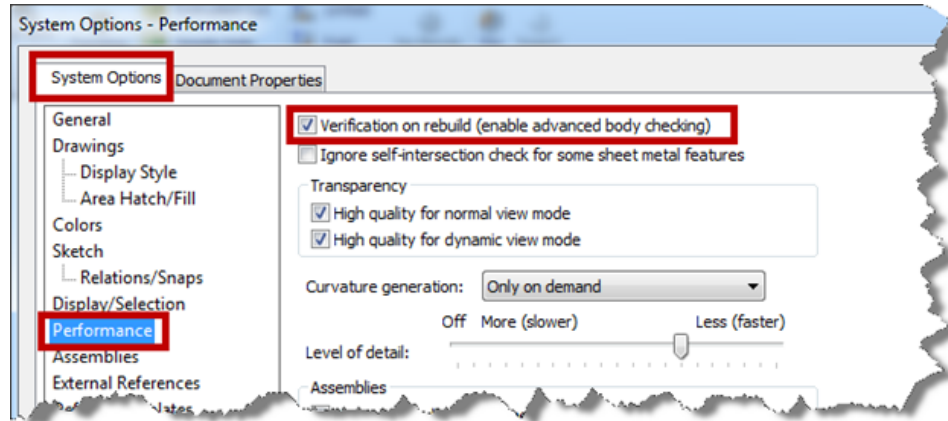 System Options - Performance
System Options Document Properties
General
Drawings
Display Style
Area Hatch/Fill
Colors
Sketch
Relations/Snaps
Display/Selection
Performance
Assemblies
External References
Verification on rebuild (enable advanced body checking)
Ignore self-intersection check for some sheet metal features
Transparency
High quality for normal view mode
High quality for dynamic view mode
Curvature generation: Only on demand
Off More (slower) Less (faster)
Level of detail:
Assemblies